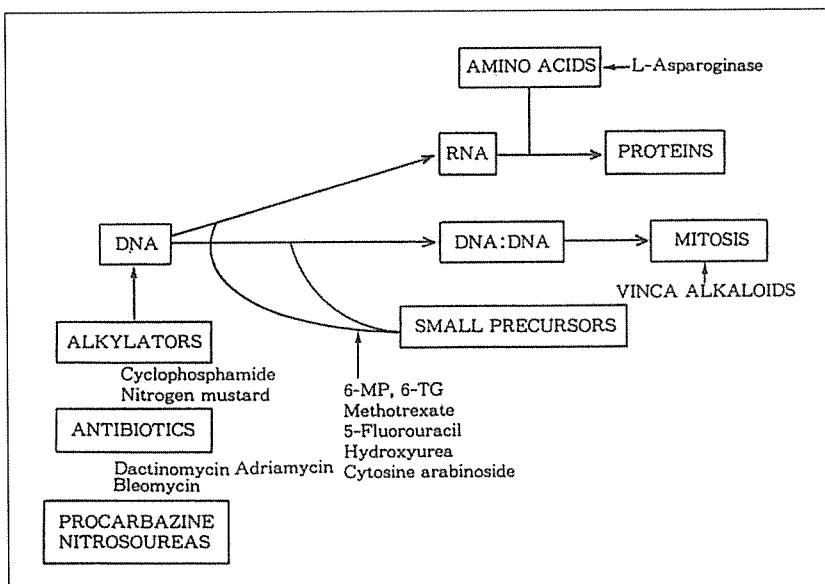 AMINO ACIDS
L-Asparoginase
RNA
PROTEINS
DNA
DNA:DNA
MITOSIS
VINCA ALKALOIDS
SMALL PRECURSORS
ALKYLATORS
Cyclophosphamide
Nitrogen mustard
6-MP, 6-TG
Methotrexate
5-Fluorouracil
Hydroxyurea
Cytosine arabinoside
ANTIBIOTICS
Dactinomycin Adriamycin
Bleomycin
PROCARBAZINE
NITROSOUREAS